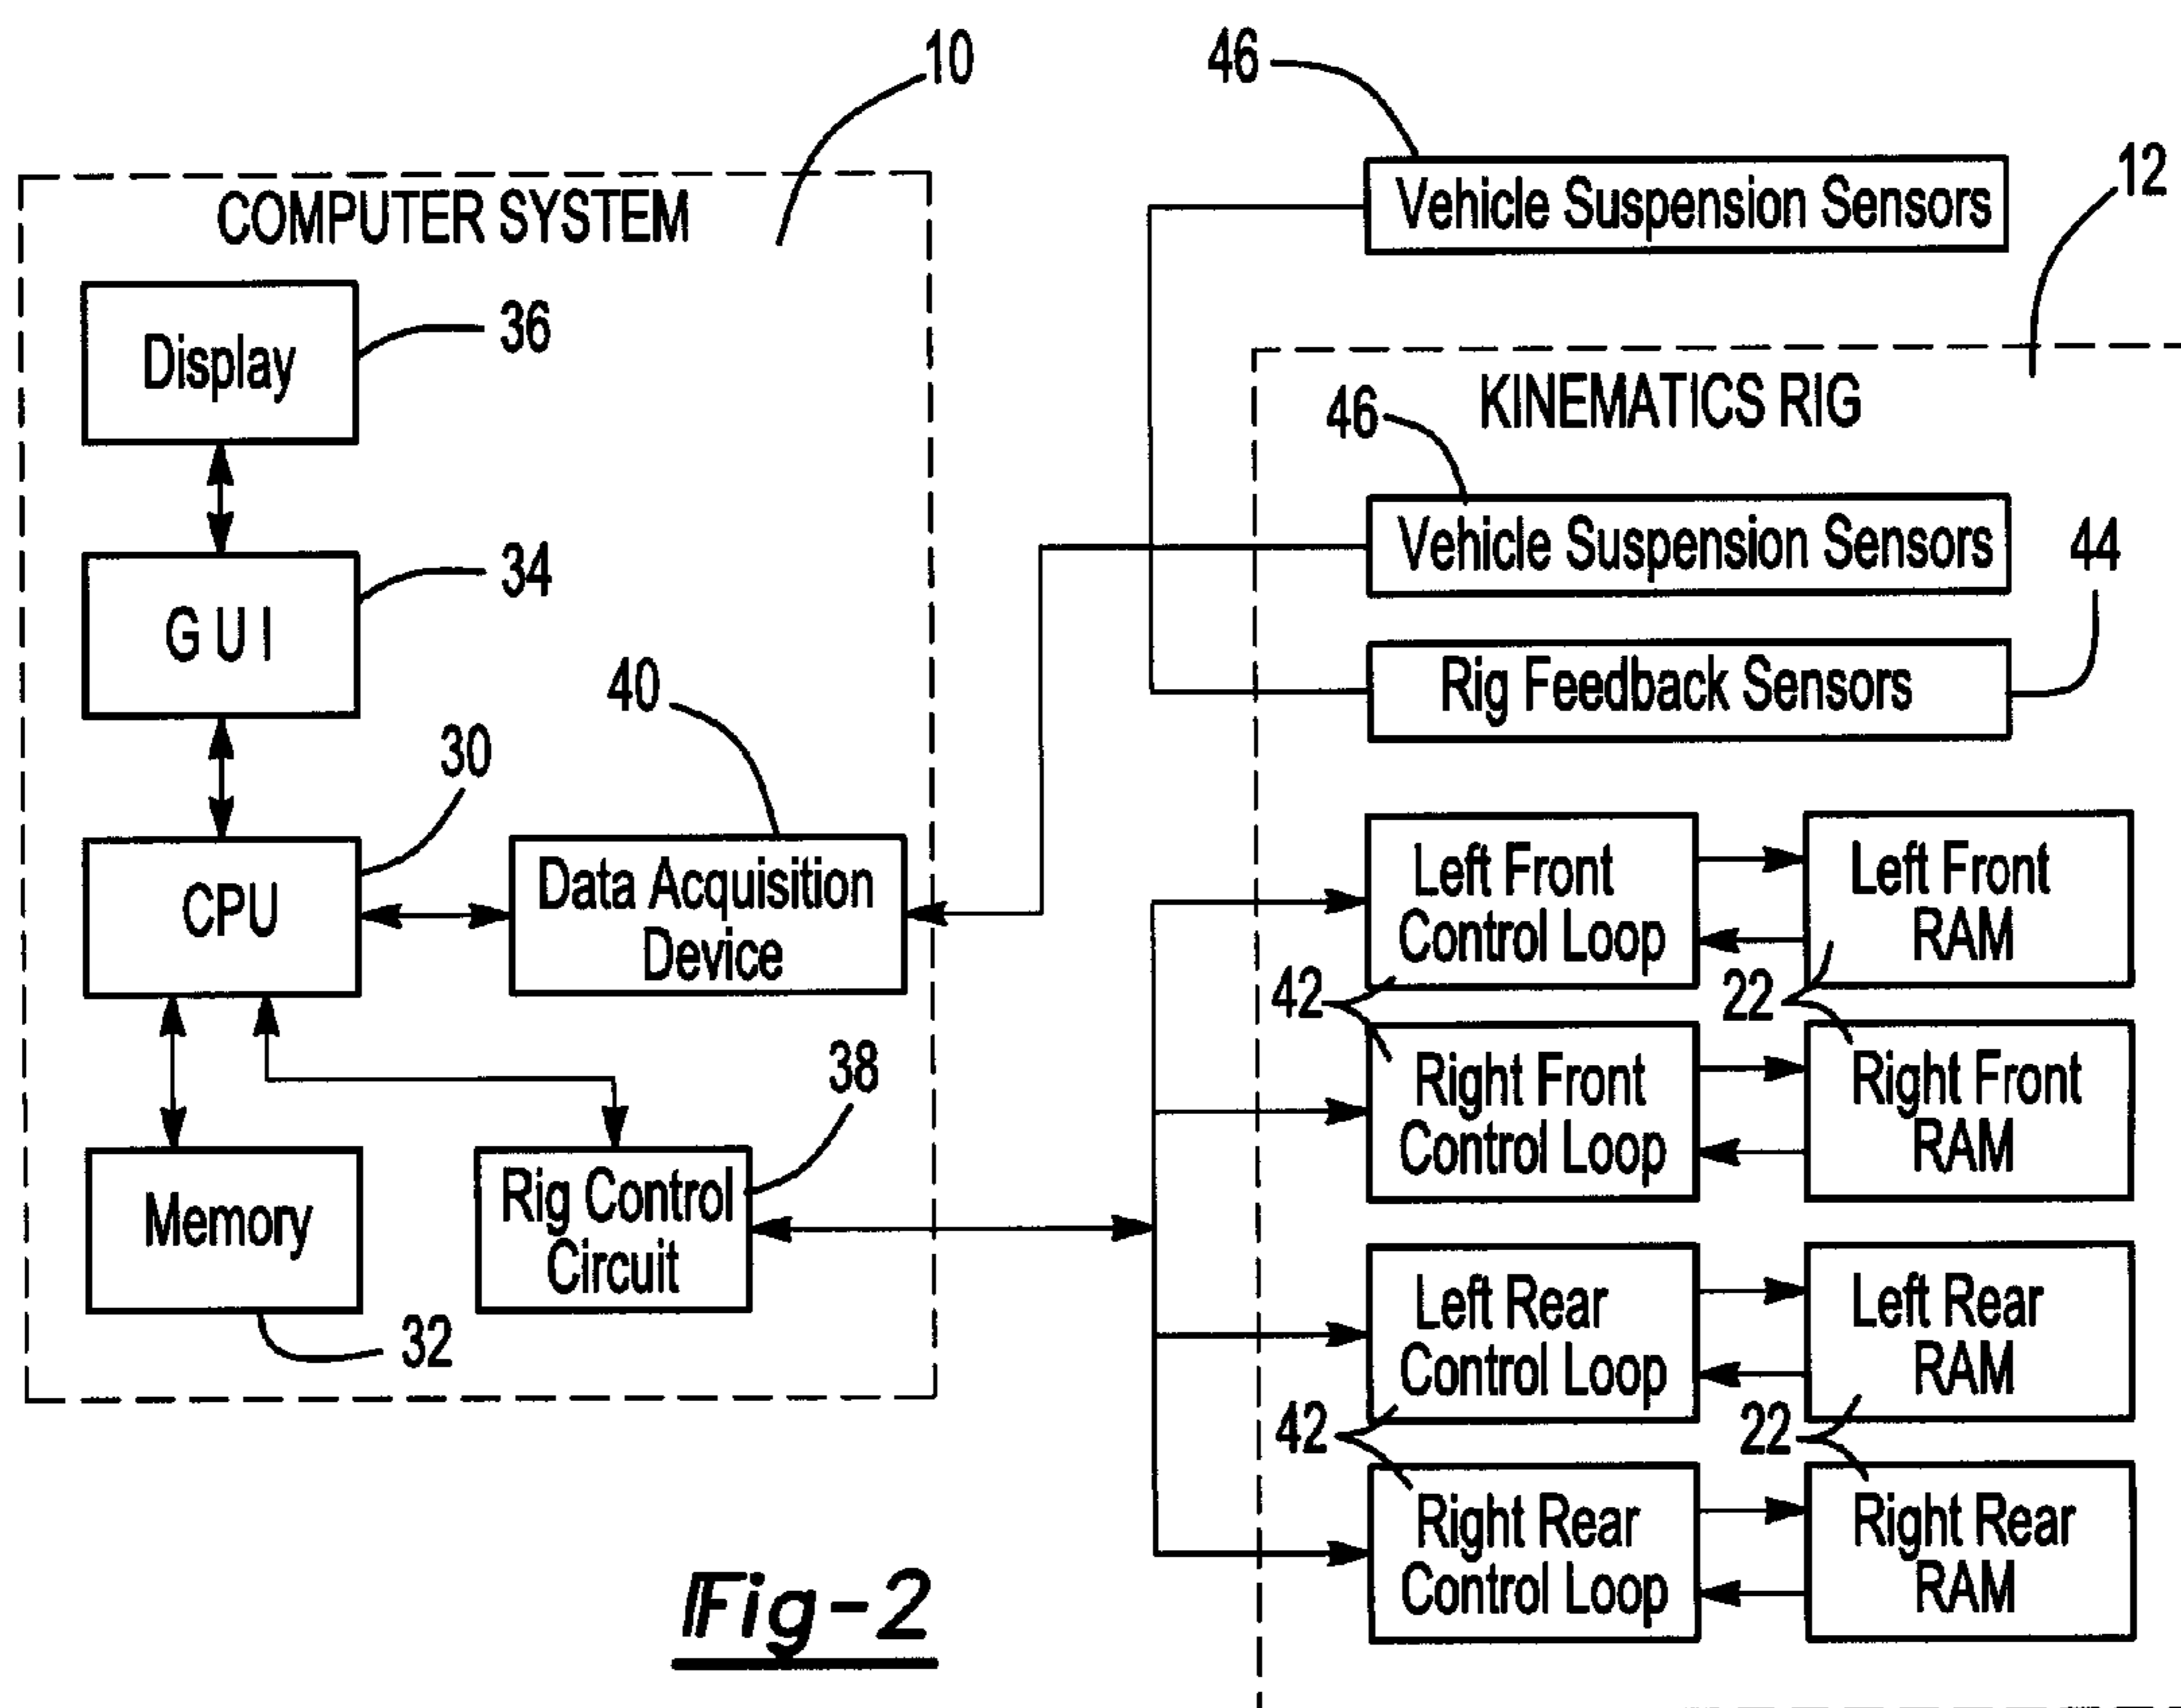 10
46
12
COMPUTER SYSTEM
Vehicle Suspension Sensors
Display
36
KINEMATICS RIG
46
Vehicle Suspension Sensors
44
G U I
34
Rig Feedback Sensors
30
40
CPU
Data Acquisition
Device
Left Front
Control Loop
Left Front
RAM
42
22
Right Front
Control Loop
Right Front
RAM
38
Memory
Rig Control
Circuit
32
Left Rear
Control Loop
Left Rear
RAM
42
22
Right Rear
Control Loop
Right Rear
RAM
Fig-2